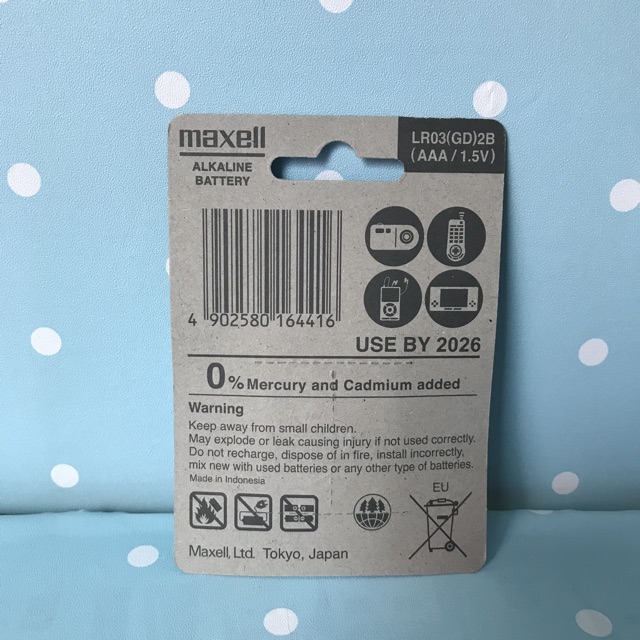 maxell
LR03(GD)2B
(AAA/1.5V)
ALKALINE
BATTERY
4 902580 164416
USE BY 2026
0% Mercury and Cadmium added
Warning
Keep away from small children.
May explode or leak causing injury if not used correctly.
Do not recharge, dispose of in fire, install incorrectly,
mix new with used batteries or any other type of batteries.
Made in Indonesia
EU
Maxell, Ltd. Tokyo, Japan